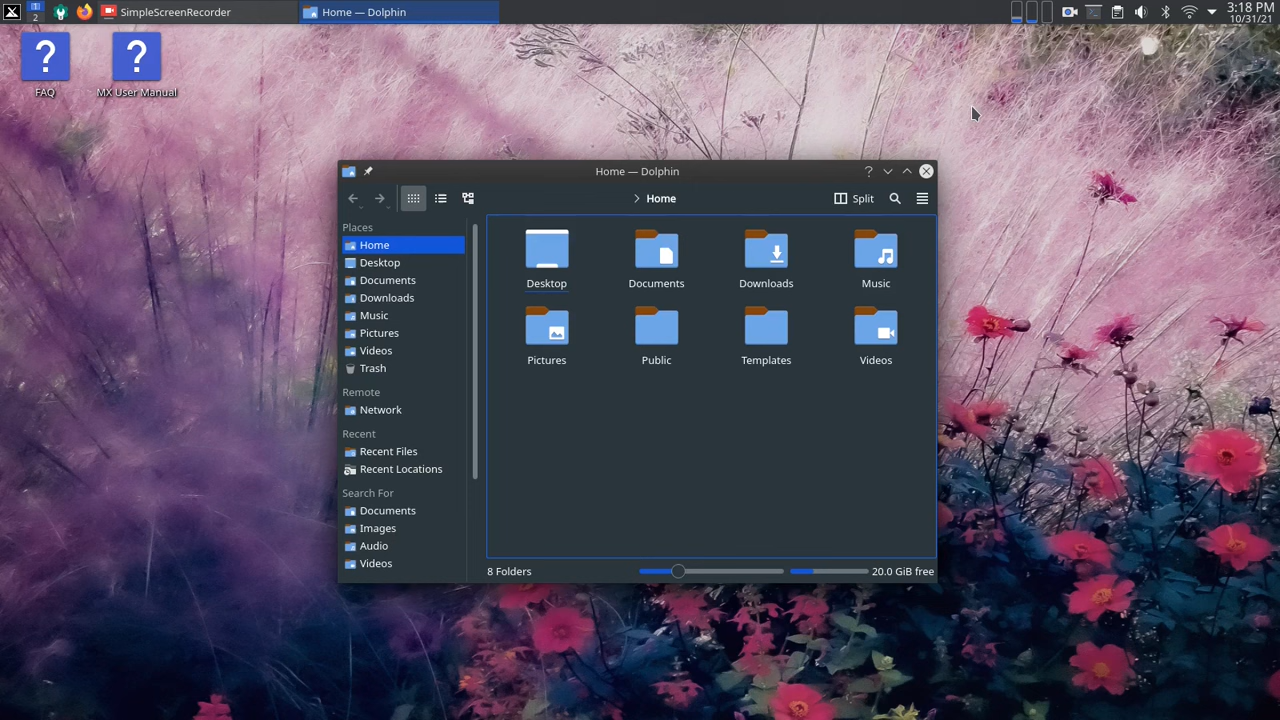 1
2
SimpleScreenRecorder
Home — Dolphin
3:18 PM
10/31/21
? FAQ
? MX User Manual
Home — Dolphin
?
Home
Split
Places
Home
Desktop
Documents
Downloads
Music
Pictures
Videos
Trash
Remote
Network
Recent
Recent Files
Recent Locations
Search For
Documents
Images
Audio
Videos
Desktop
Documents
Downloads
Music
Pictures
Public
Templates
Videos
8 Folders
20.0 GiB free